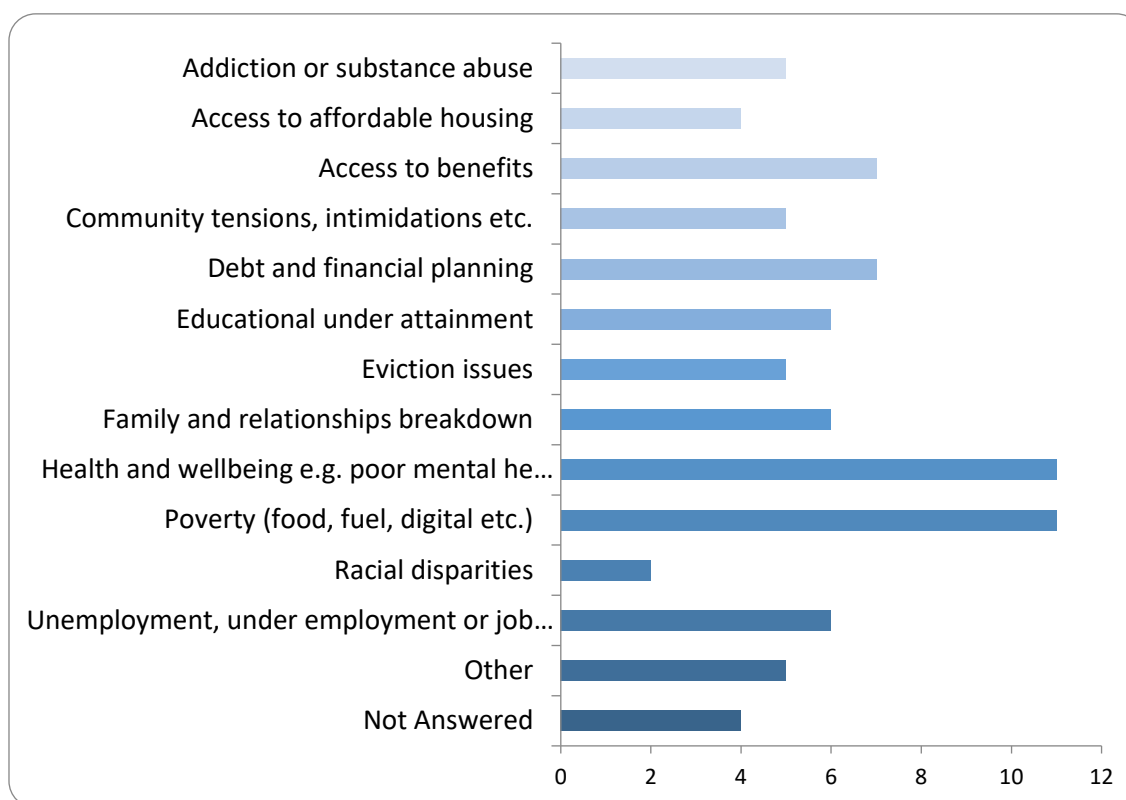 Addiction or substance abuse
Access to affordable housing
Access to benefits
Community tensions, intimidations etc.
Debt and financial planning
Educational under attainment
Eviction issues
Family and relationships breakdown
Health and wellbeing e.g. poor mental he…
Poverty (food, fuel, digital etc.)
Racial disparities
Unemployment, under employment or job…
Other
Not Answered
0 2 4 6 8 10 12